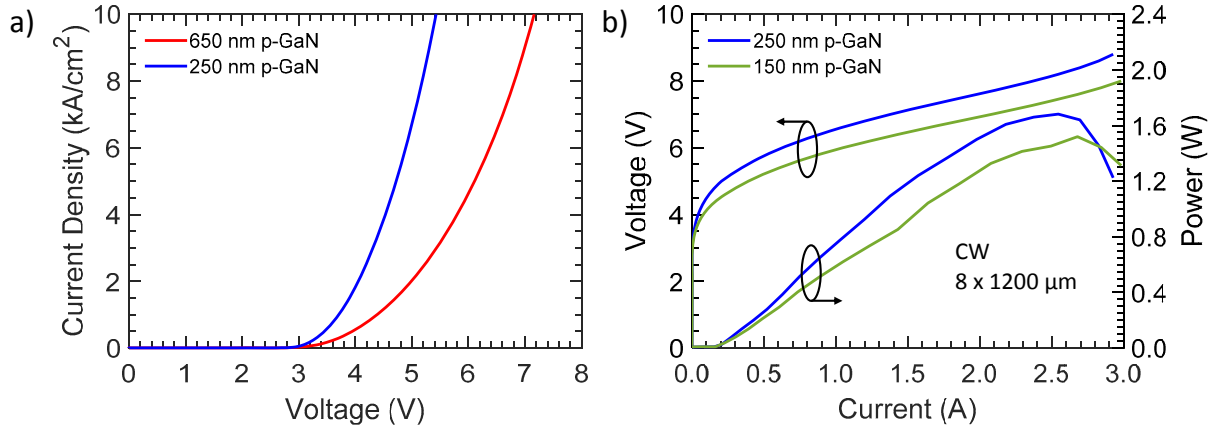 a)
Current Density (kA/cm²)
10
8
6
4
2
0
650 nm p-GaN
250 nm p-GaN
0 1 2 3 4 5 6 7 8
Voltage (V)
b)
Voltage (V)
10
8
6
4
2
0
250 nm p-GaN
150 nm p-GaN
CW
8 x 1200 μm
2.4
2.0
1.6
1.2
0.8
0.4
0.0
Power (W)
0.0 0.5 1.0 1.5 2.0 2.5 3.0
Current (A)